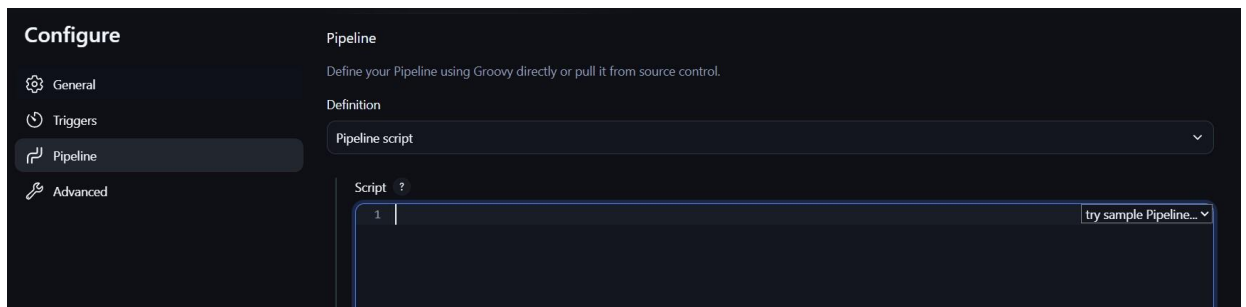 Configure
General
Triggers
Pipeline
Advanced
Pipeline
Define your Pipeline using Groovy directly or pull it from source control.
Definition
Pipeline script
Script ?
1
try sample Pipeline...